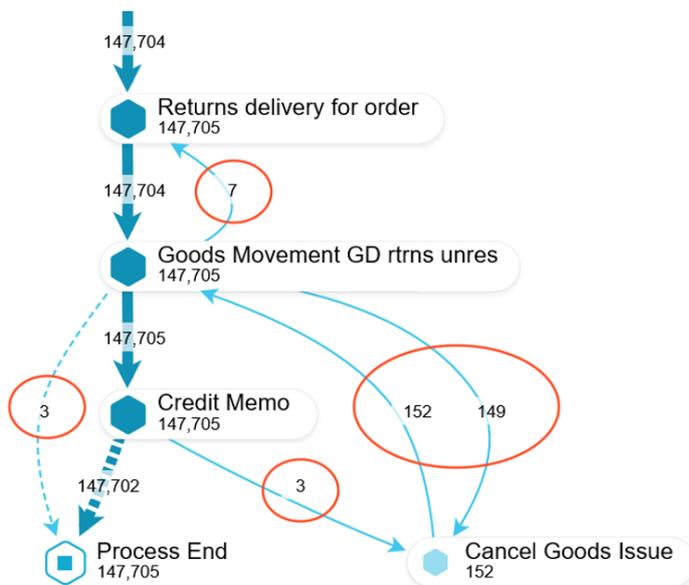 147,704
Returns delivery for order
147,705
147,704
7
Goods Movement GD rtrns unres
147,705
147,705
Credit Memo
147,705
3
152
149
147,702
3
Process End
147,705
Cancel Goods Issue
152